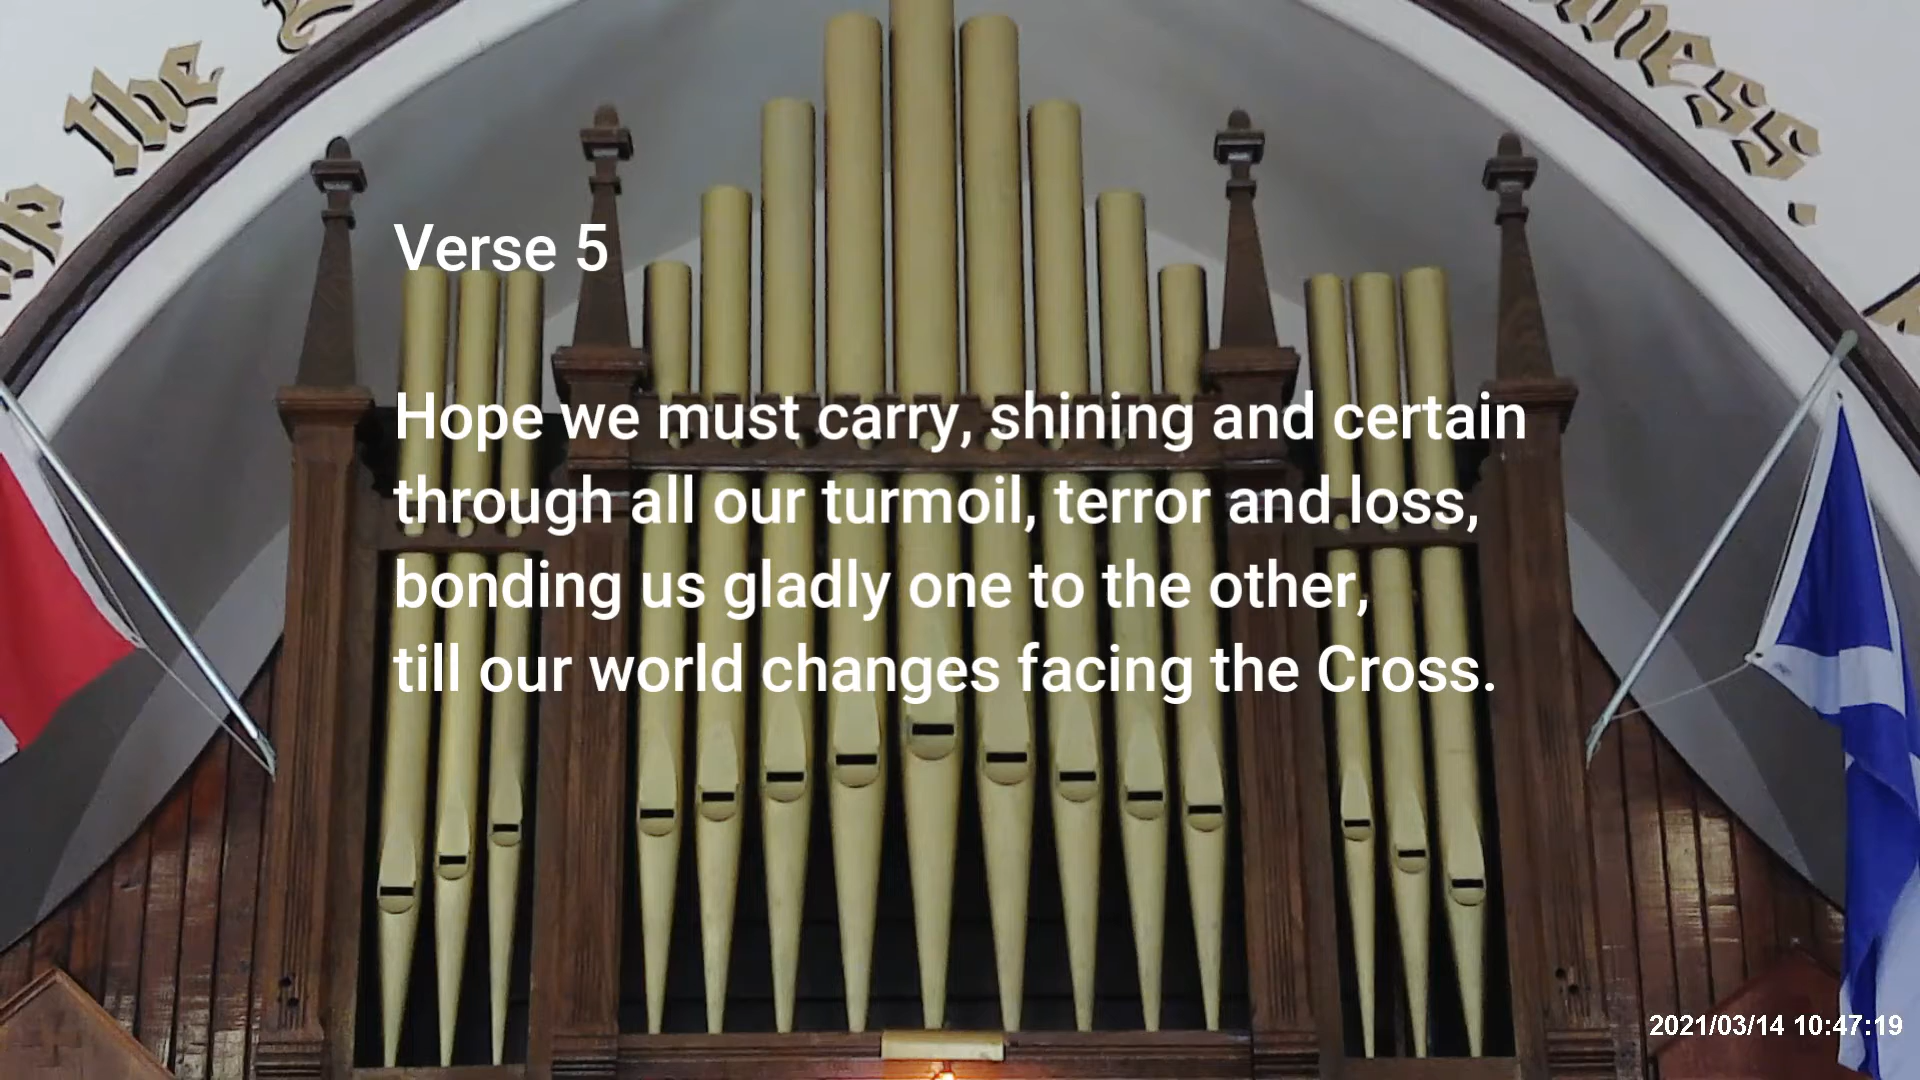 the
ness.
Verse 5
Hope we must carry, shining and certain
through all our turmoil, terror and loss,
bonding us gladly one to the other,
till our world changes facing the Cross.
2021/03/14 10:47:19